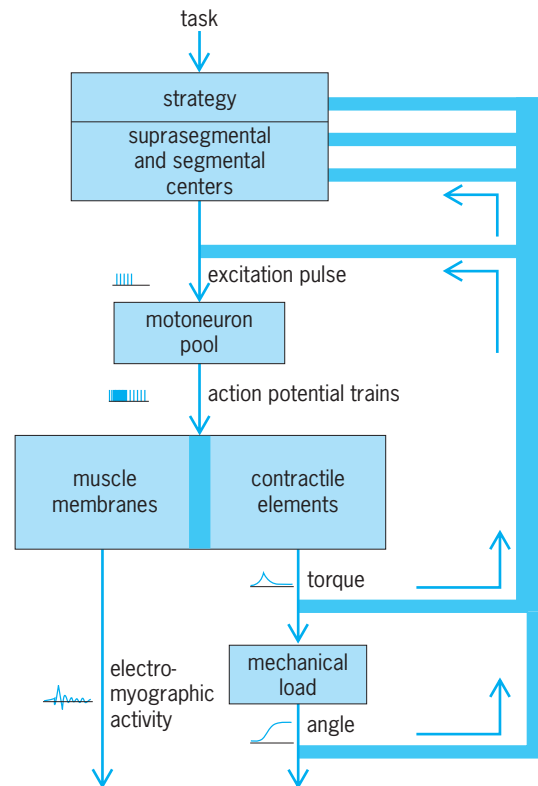 task
strategy
suprasegmental
and segmental
centers
excitation pulse
motoneuron
pool
action potential trains
muscle
membranes
contractile
elements
torque
mechanical
load
electro-
myographic
activity
angle